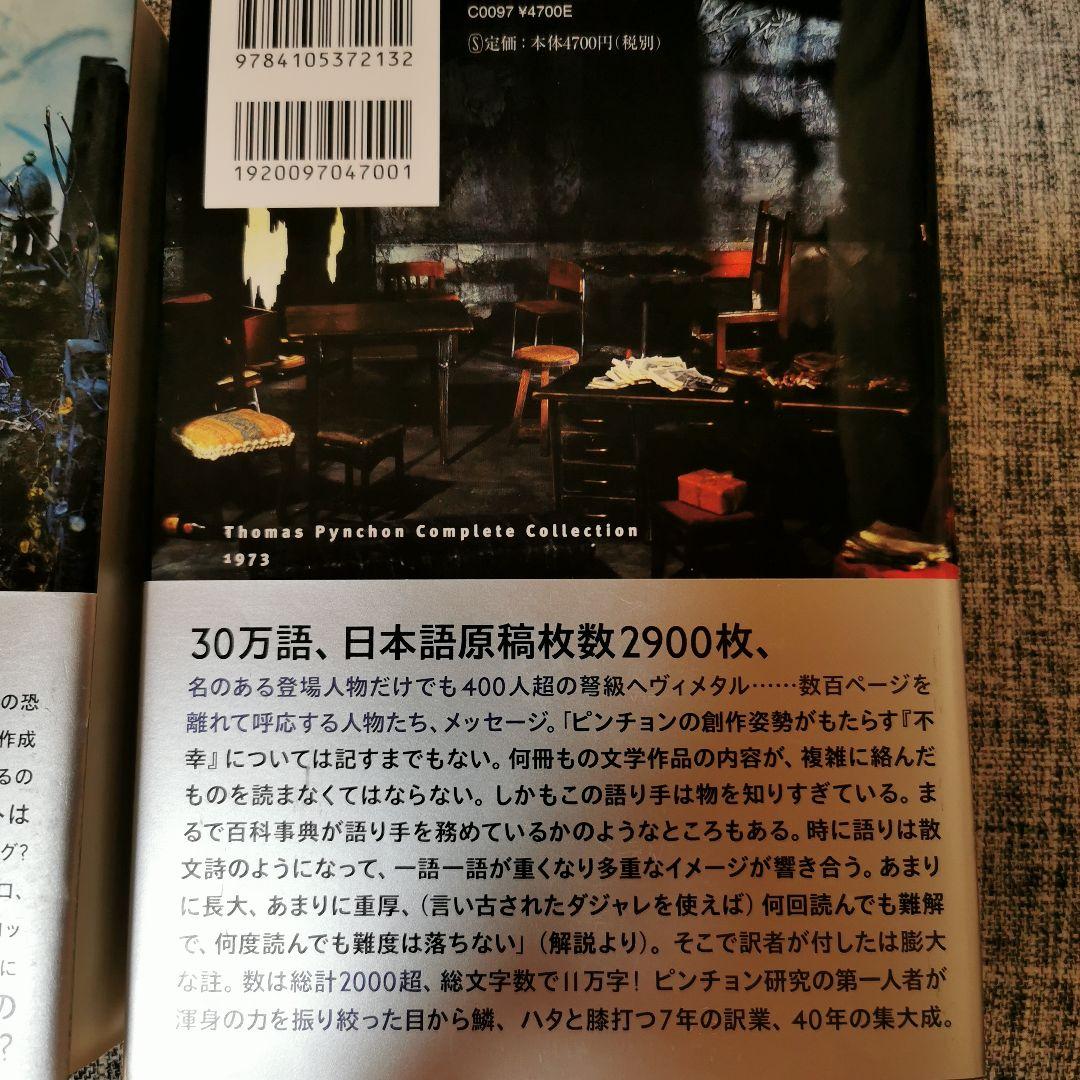 C0097 ¥4700E
Ⓢ定価：本体4700円（税別）
9784105372132
1920097047001
Thomas Pynchon Complete Collection
1973
30万語、日本語原稿枚数2900枚、
名のある登場人物だけでも400人超の弩級ヘヴィメタル……数百ページを
離れて呼応する人物たち、メッセージ。「ピンチョンの創作姿勢がもたらす『不
幸』については記すまでもない。何冊もの文学作品の内容が、複雑に絡んだ
ものを読まなくてはならない。しかもこの語り手は物を知りすぎている。ま
るで百科事典が語り手を務めているかのようなところもある。時に語りは散
文詩のようになって、一語一語が重くなり多重なイメージが響き合う。あまり
に長大、あまりに重厚、（言い古されたダジャレを使えば）何回読んでも難解
で、何度読んでも難度は落ちない」（解説より）。そこで訳者が付したは膨大
な註。数は総計2000超、総文字数で11万字！ピンチョン研究の第一人者が
渾身の力を振り絞った目から鱗、ハタと膝打つ7年の訳業、40年の集大成。
の恐
作成
るの
トは
グ?
ロ、
リッ
に
の
?